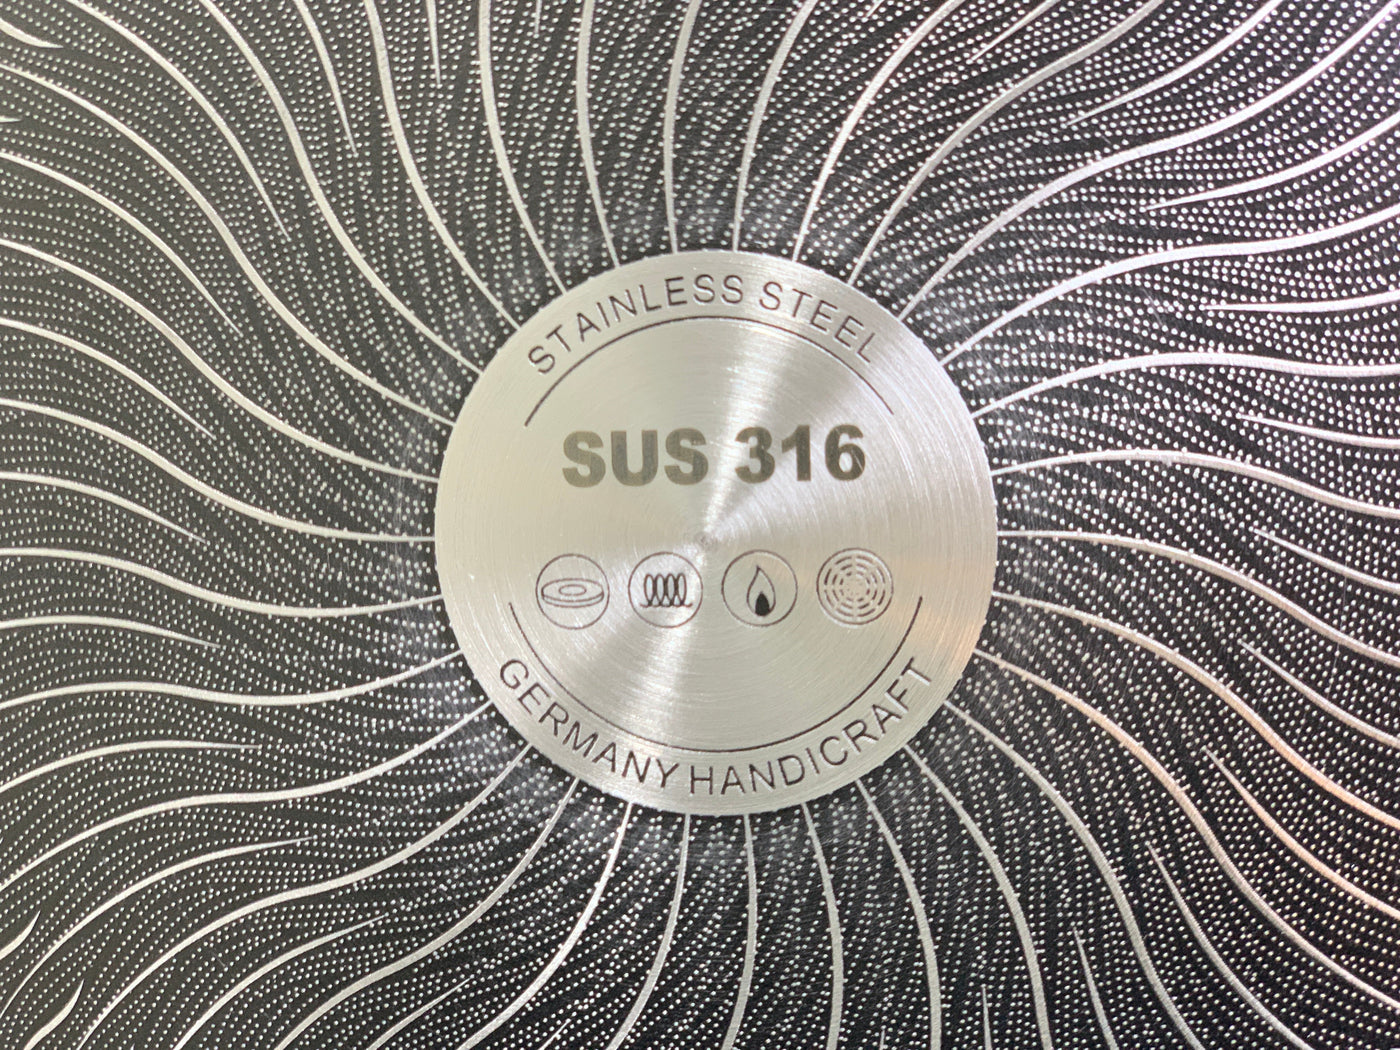 STAINLESS STEEL
SUS 316
GERMANY HANDICRAFT